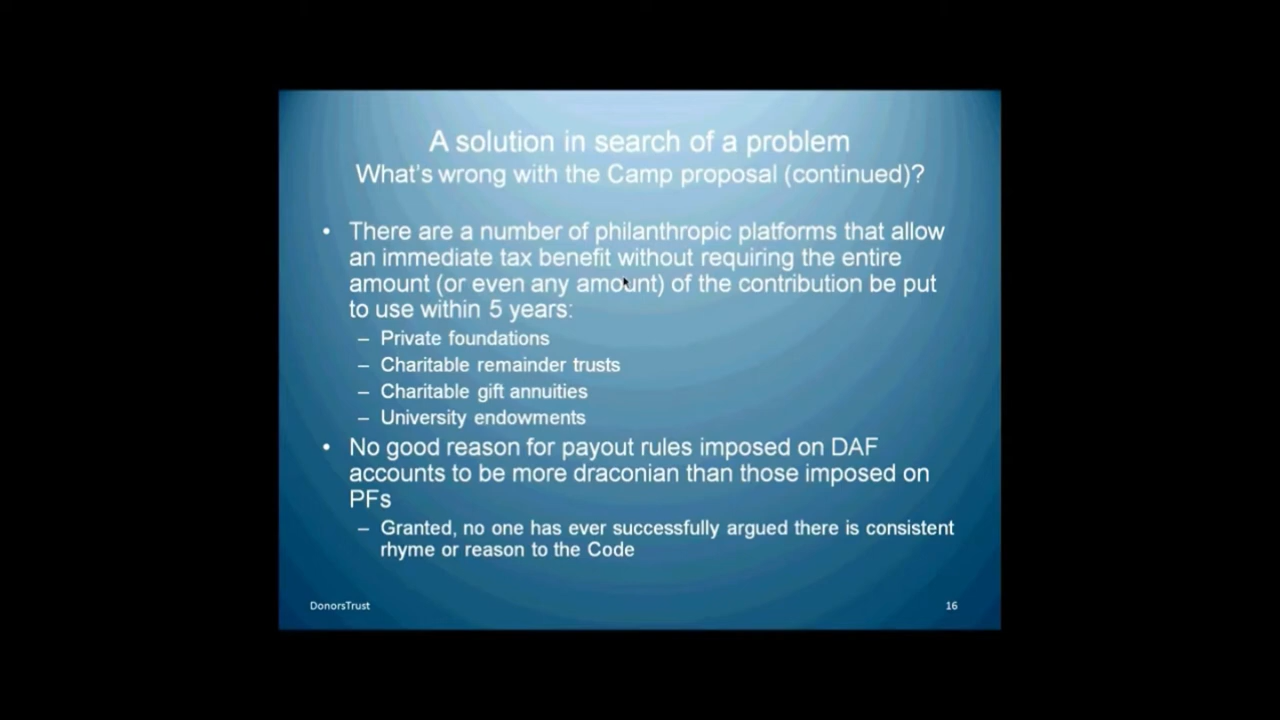 A solution in search of a problem
What's wrong with the Camp proposal (continued)?
• There are a number of philanthropic platforms that allow
an immediate tax benefit without requiring the entire
amount (or even any amount) of the contribution be put
to use within 5 years:
– Private foundations
– Charitable remainder trusts
– Charitable gift annuities
– University endowments
• No good reason for payout rules imposed on DAF
accounts to be more draconian than those imposed on
PFs
– Granted, no one has ever successfully argued there is consistent
rhyme or reason to the Code
DonorsTrust
16